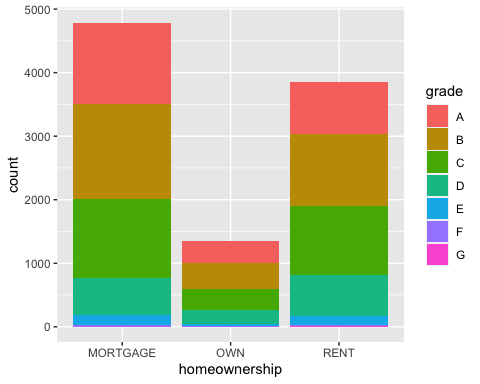 5000
4000
3000
2000
1000
0
count
MORTGAGE
OWN
RENT
homeownership
grade
A
B
C
D
E
F
G